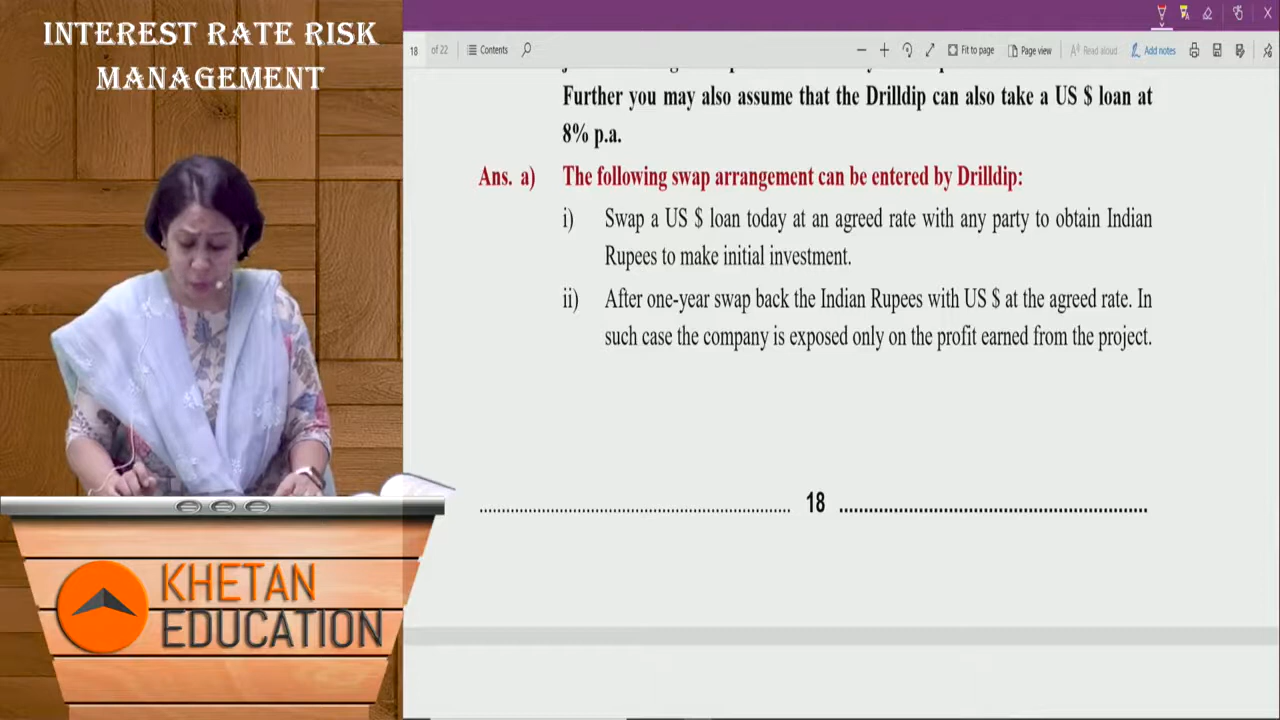 INTEREST RATE RISK
MANAGEMENT
18 of 22
Contents
Fit to page
Page view
Read aloud
Add notes
Further you may also assume that the Drilldip can also take a US $ loan at
8% p.a.
Ans. a) The following swap arrangement can be entered by Drilldip:
i) Swap a US $ loan today at an agreed rate with any party to obtain Indian
Rupees to make initial investment.
ii) After one-year swap back the Indian Rupees with US $ at the agreed rate. In
such case the company is exposed only on the profit earned from the project.
18
KHETAN
EDUCATION